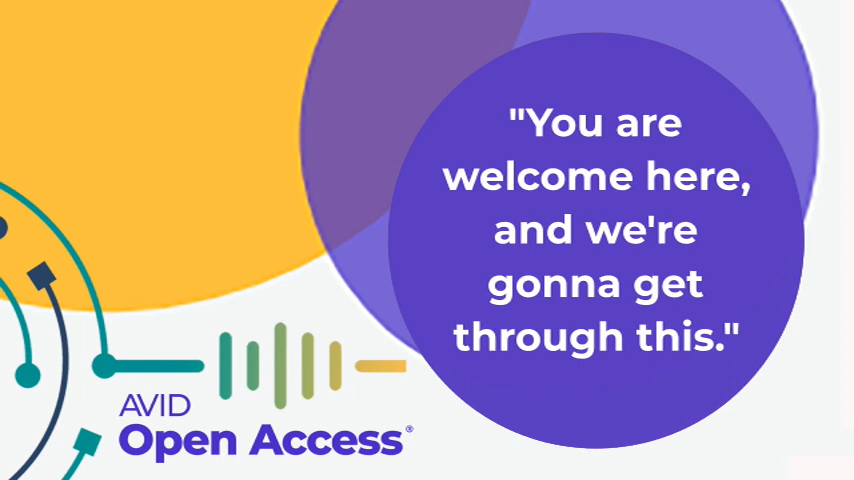 "You are
welcome here,
and we're
gonna get
through this."
AVID
Open Access®